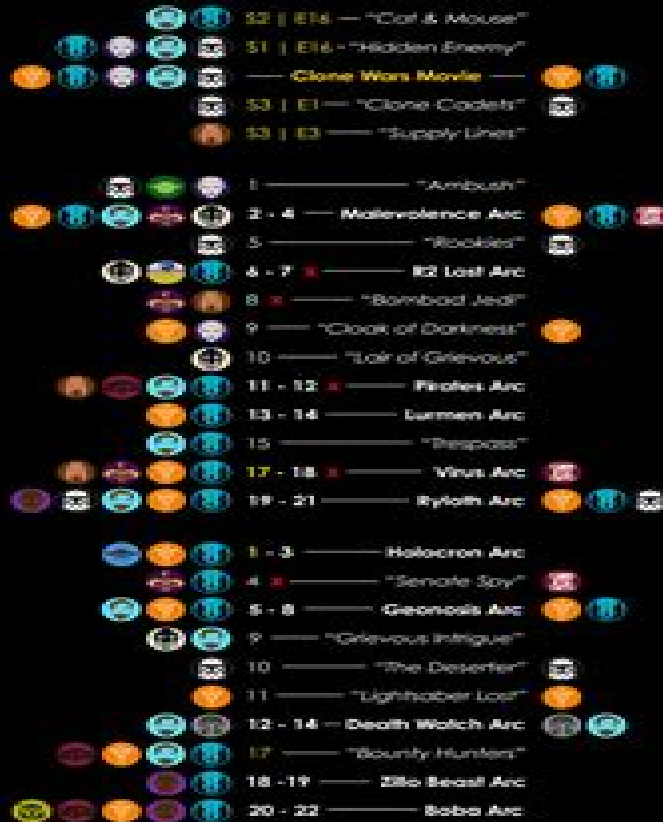 S2 | E16 — "Cat & Mouse"
S1 | E16 - "Hidden Enemy"
Clone Wars Movie
S3 | E1 — "Clone Cadets"
S3 | E3 — "Supply Lines"
1 — "Ambush"
2 - 4 — Malevolence Arc
5 — "Rookies"
6 - 7 x R2 Lost Arc
8 x — "Bombad Jedi"
9 — "Cloak of Darkness"
10 — "Lair of Grievous"
11 - 12 x — Pirates Arc
13 - 14 — Lurmen Arc
15 — "Trespass"
17 - 18 x — Virus Arc
19 - 21 — Ryloth Arc
1 - 3 — Holocron Arc
4 x — "Senate Spy"
5 - 8 — Geonosis Arc
9 — "Grievous Intrigue"
10 — "The Deserter"
11 — "Lightsaber Lost"
12 - 14 — Death Watch Arc
17 — "Bounty Hunters"
18 -19 — Zillo Beast Arc
20 - 22 — Boba Arc